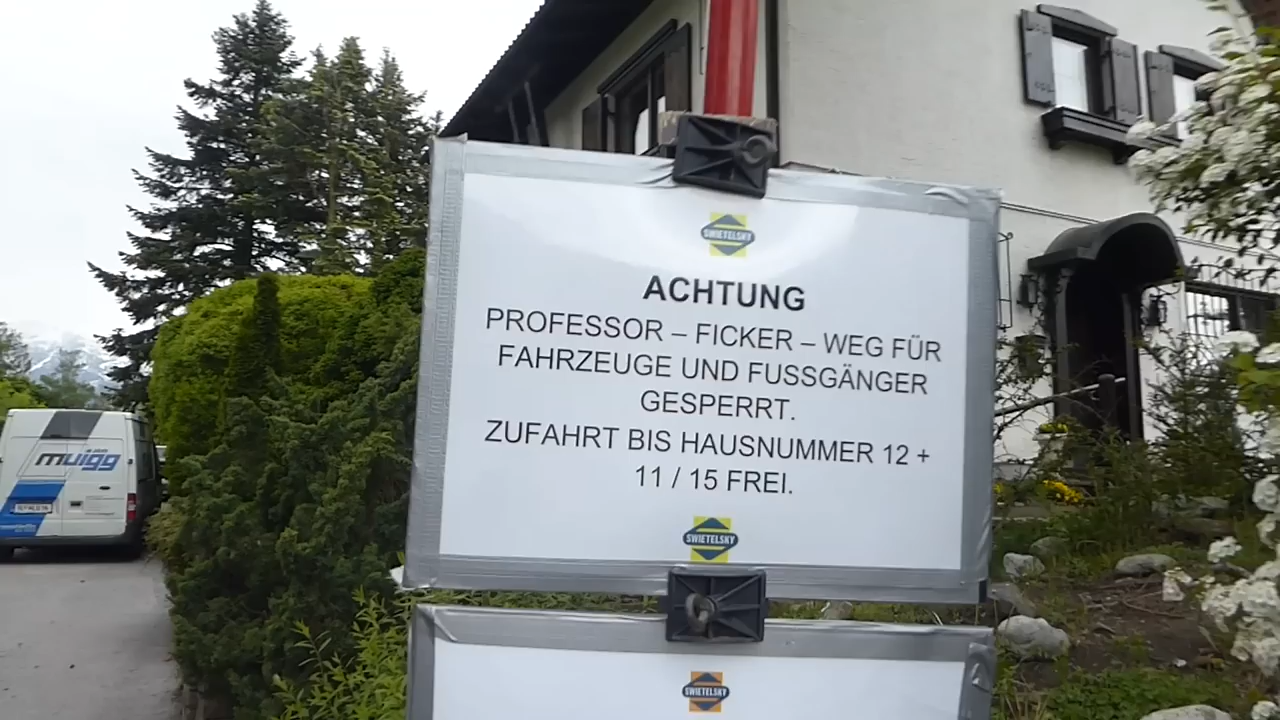 SWIETELSKY
ACHTUNG
PROFESSOR – FICKER – WEG FÜR
FAHRZEUGE UND FUSSGÄNGER
GESPERRT.
ZUFAHRT BIS HAUSNUMMER 12 +
11 / 15 FREI.
SWIETELSKY
SWIETELSKY
muigg